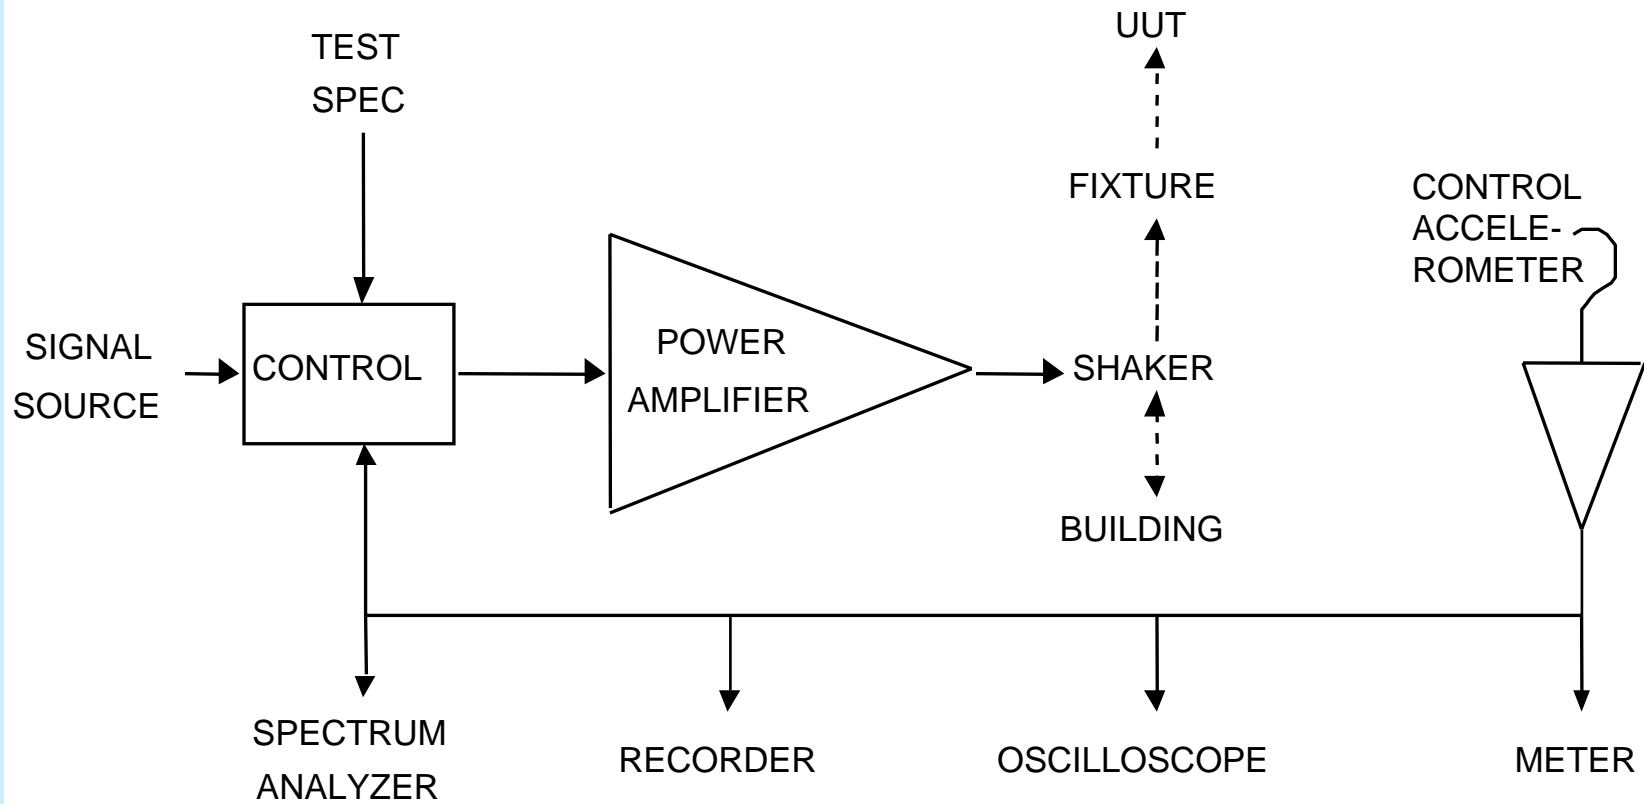 UUT
TEST
SPEC
FIXTURE
CONTROL
ACCELE-
ROMETER
SIGNAL
SOURCE
CONTROL
POWER
AMPLIFIER
SHAKER
BUILDING
SPECTRUM
ANALYZER
RECORDER
OSCILLOSCOPE
METER